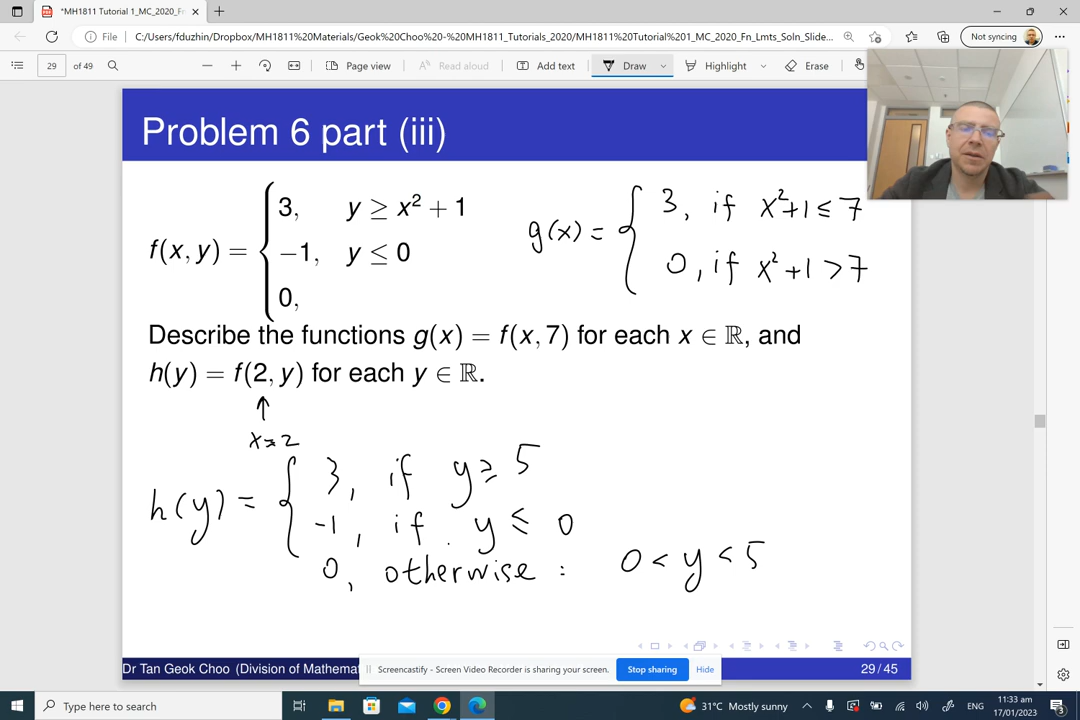 *MH1811 Tutorial 1_MC_2020_Fn_L
File
C:/Users/fduzhin/Dropbox/MH1811%20Materials/Geok%20Choo%20-%20MH1811_Tutorials_2020/MH1811%20Tutorial%201_MC_2020_Fn_Lmts_Soln_Slide...
Not syncing
29 of 49
Page view
Read aloud
Add text
Draw
Highlight
Erase
Problem 6 part (iii)
f(x, y) = { 3, y ≥ x² + 1
−1, y ≤ 0
0,
g(x) = { 3, if x²+1 ≤ 7
0, if x²+1 > 7
Describe the functions g(x) = f(x, 7) for each x ∈ ℝ, and
h(y) = f(2, y) for each y ∈ ℝ.
↑
x=2
h(y) = { 3, if y ≥ 5
-1, if y ≤ 0
0, otherwise : 0 < y < 5
Dr Tan Geok Choo (Division of Mathema
29 / 45
Screencastify - Screen Video Recorder is sharing your screen.
Stop sharing
Hide
Type here to search
31°C Mostly sunny
ENG
11:33 am
17/01/2023
3